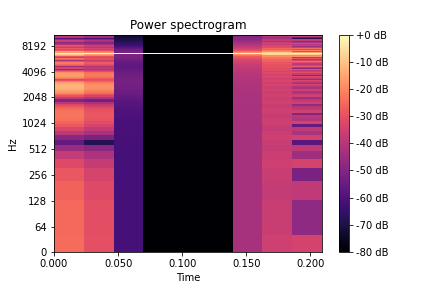 Power spectrogram
8192
4096
2048
1024
512
256
128
64
0
Hz
0.000 0.050 0.100 0.150 0.200
Time
+0 dB
-10 dB
-20 dB
-30 dB
-40 dB
-50 dB
-60 dB
-70 dB
-80 dB